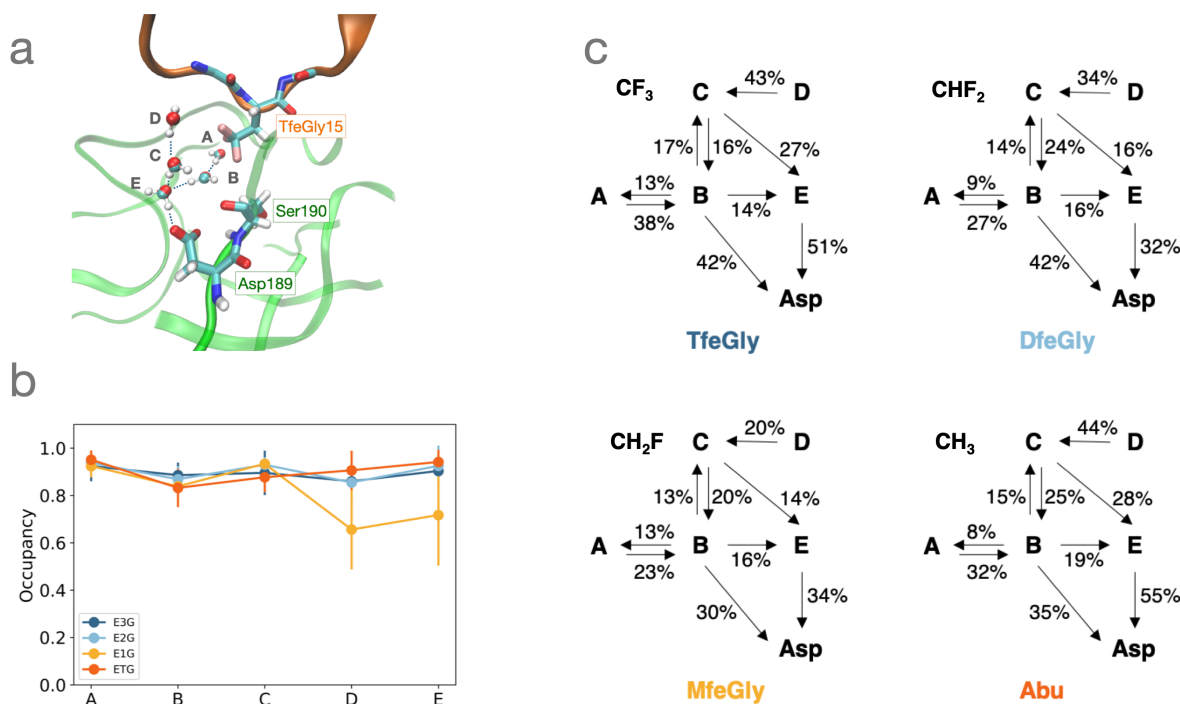 a
D
A
C
E
B
TfeGly15
Ser190
Asp189
b
Occupancy
1.0
0.8
0.6
0.4
0.2
0.0
E3G
E2G
E1G
ETG
A B C D E
c
CF3
C 43% D
17% 16% 27%
A 13% B E
38% 14%
42% 51%
Asp
TfeGly
CHF2
C 34% D
14% 24% 16%
A 9% B E
27% 16%
42% 32%
Asp
DfeGly
CH2F
C 20% D
13% 20% 14%
A 13% B E
23% 16%
30% 34%
Asp
MfeGly
CH3
C 44% D
15% 25% 28%
A 8% B E
32% 19%
35% 55%
Asp
Abu